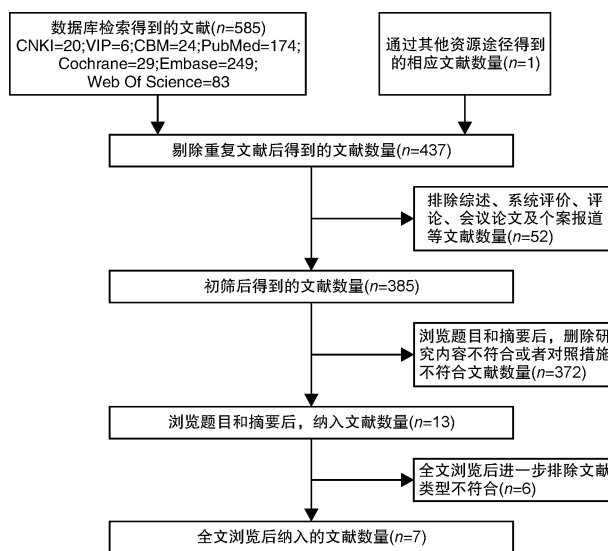 数据库检索得到的文献(n=585)
CNKI=20;VIP=6;CBM=24;PubMed=174;
Cochrane=29;Embase=249;
Web Of Science=83
通过其他资源途径得到
的相应文献数量(n=1)
剔除重复文献后得到的文献数量(n=437)
排除综述、系统评价、评
论、会议论文及个案报道
等文献数量(n=52)
初筛后得到的文献数量(n=385)
浏览题目和摘要后，删除研
究内容不符合或者对照措施
不符合文献数量(n=372)
浏览题目和摘要后，纳入文献数量(n=13)
全文浏览后进一步排除文献
类型不符合(n=6)
全文浏览后纳入的文献数量(n=7)